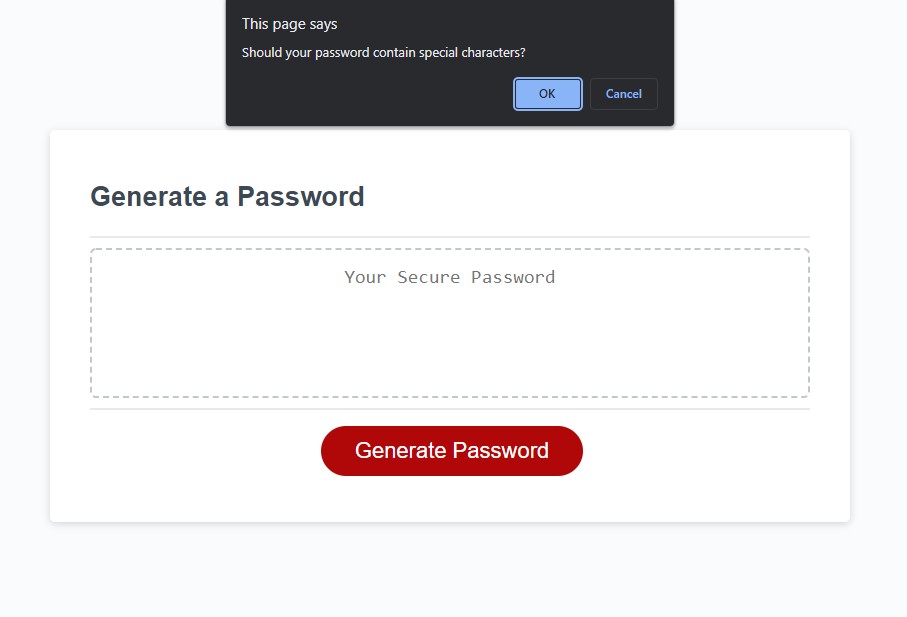 This page says
Should your password contain special characters?
OK
Cancel
Generate a Password
Your Secure Password
Generate Password